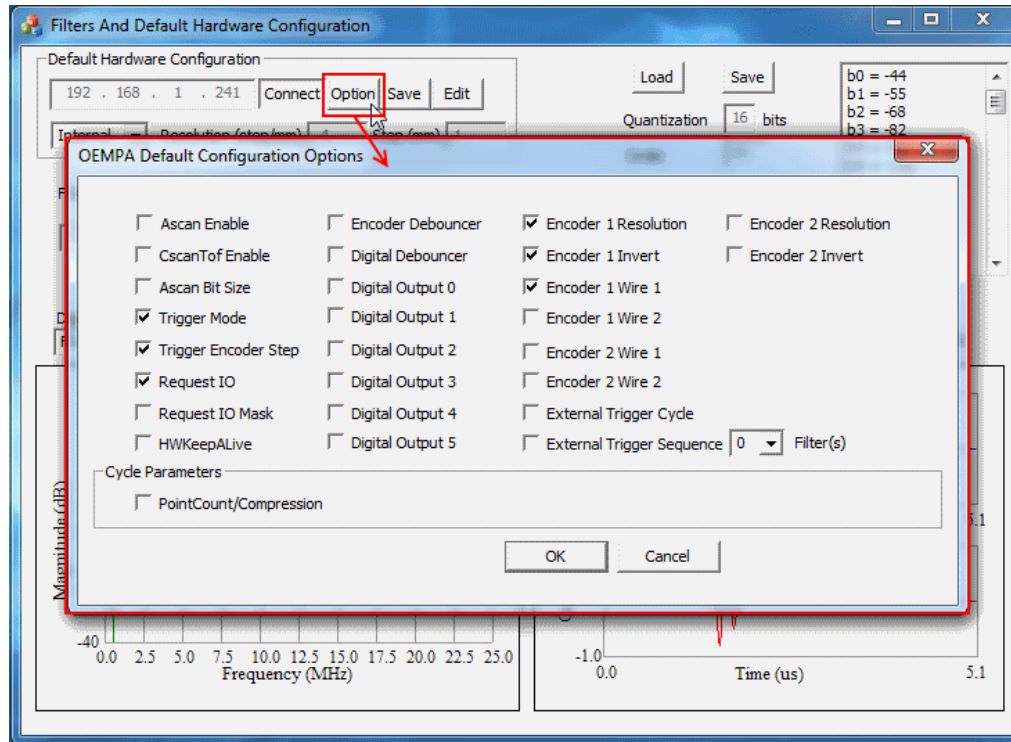 Filters And Default Hardware Configuration
Default Hardware Configuration
192 . 168 . 1 . 241 Connect Option Save Edit
Load Save
Quantization 16 bits
b0 = -44
b1 = -55
b2 = -68
b3 = -82
Internal Resolution (step/mm) 4 Step (mm) 1
OEMPA Default Configuration Options
Ascan Enable Encoder Debouncer Encoder 1 Resolution Encoder 2 Resolution
CscanTof Enable Digital Debouncer Encoder 1 Invert Encoder 2 Invert
Ascan Bit Size Digital Output 0 Encoder 1 Wire 1
Trigger Mode Digital Output 1 Encoder 1 Wire 2
Trigger Encoder Step Digital Output 2 Encoder 2 Wire 1
Request IO Digital Output 3 Encoder 2 Wire 2
Request IO Mask Digital Output 4 External Trigger Cycle
HWKeepALive Digital Output 5 External Trigger Sequence 0 Filter(s)
Cycle Parameters
PointCount/Compression
OK Cancel
Magnitude (dB)
5.1
-40
0.0 2.5 5.0 7.5 10.0 12.5 15.0 17.5 20.0 22.5 25.0
Frequency (MHz)
-1.0
0.0 Time (us) 5.1